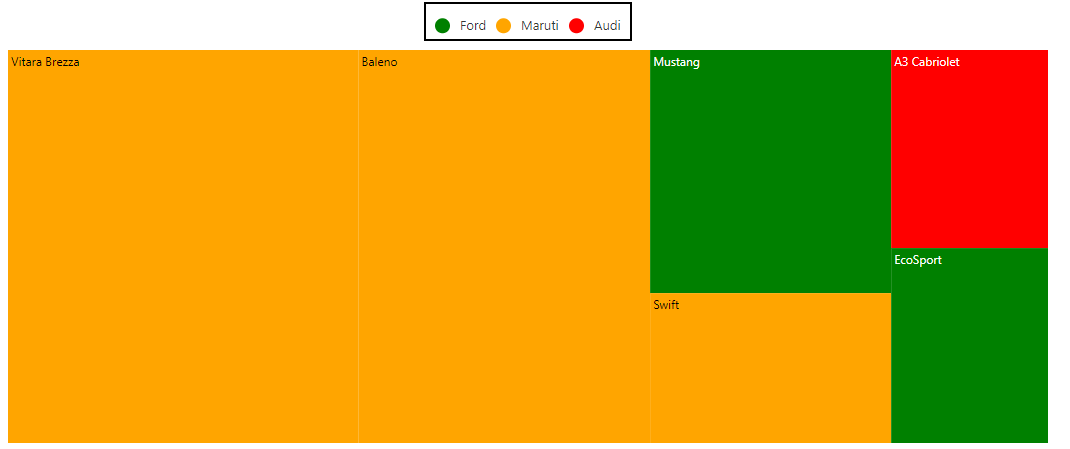 Ford Maruti Audi
Vitara Brezza
Baleno
Mustang
A3 Cabriolet
EcoSport
Swift